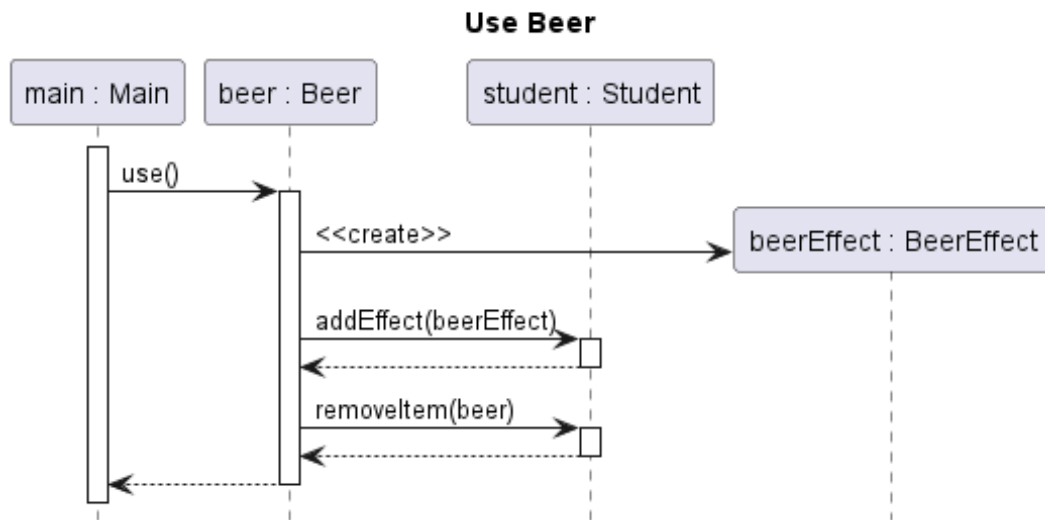 Use Beer
main : Main
beer : Beer
student : Student
use()
beerEffect : BeerEffect
<<create>>
addEffect(beerEffect)
removeItem(beer)